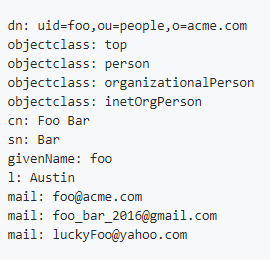 dn: uid=foo,ou=people,o=acme.com
objectclass: top
objectclass: person
objectclass: organizationalPerson
objectclass: inetOrgPerson
cn: Foo Bar
sn: Bar
givenName: foo
l: Austin
mail: foo@acme.com
mail: foo_bar_2016@gmail.com
mail: luckyFoo@yahoo.com